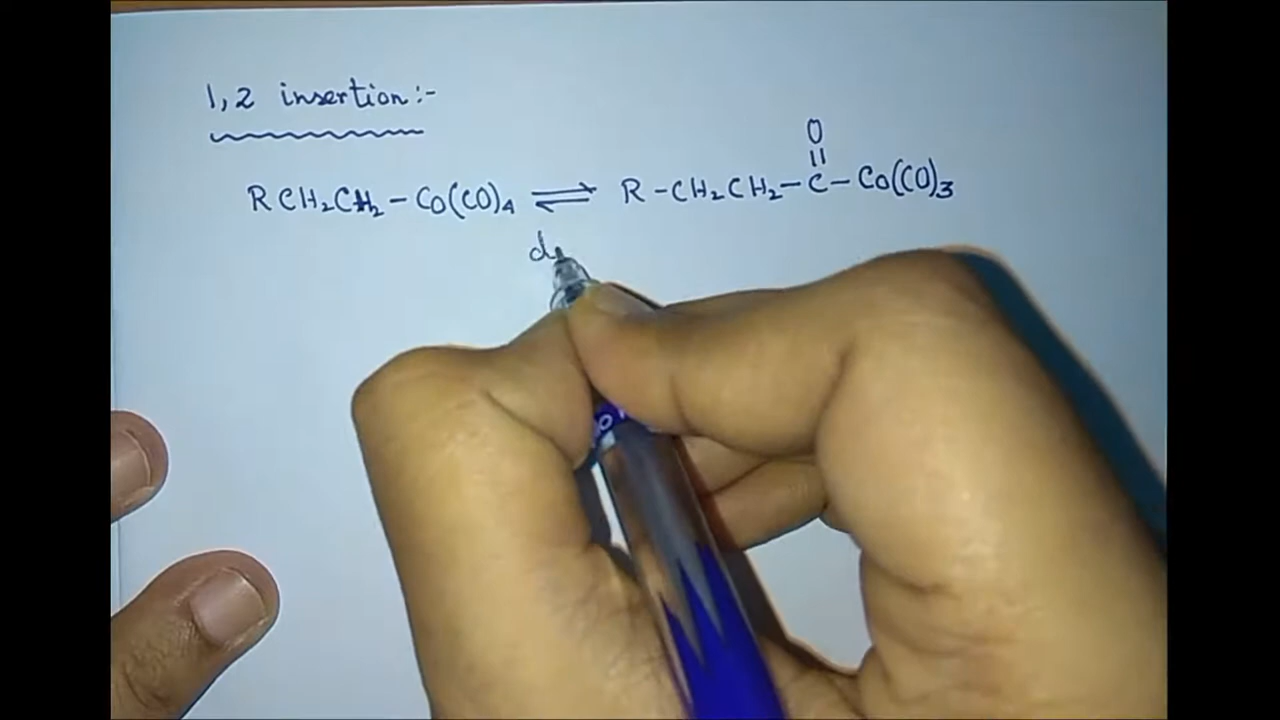 1,2 insertion:-
O
RCH₂CH₂-Co(CO)₄ ⇌ R-CH₂CH₂-C-Co(CO)₃